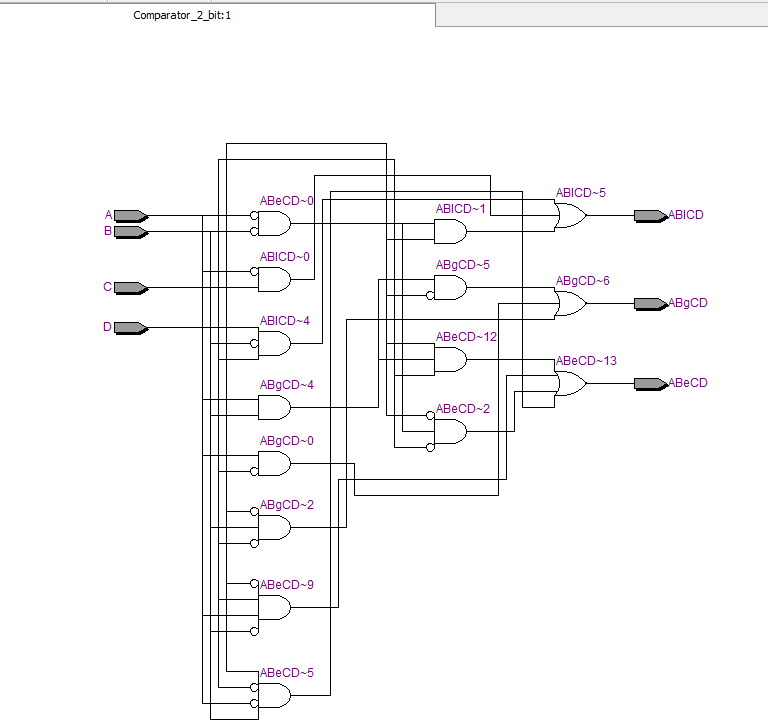 Comparator_2_bit:1
ABeCD~0
ABlCD~5
ABlCD~1
A
ABlCD
B
ABlCD~0
ABgCD~5
ABgCD~6
C
ABgCD
ABlCD~4
D
ABeCD~12
ABeCD~13
ABgCD~4
ABeCD
ABeCD~2
ABgCD~0
ABgCD~2
ABeCD~9
ABeCD~5